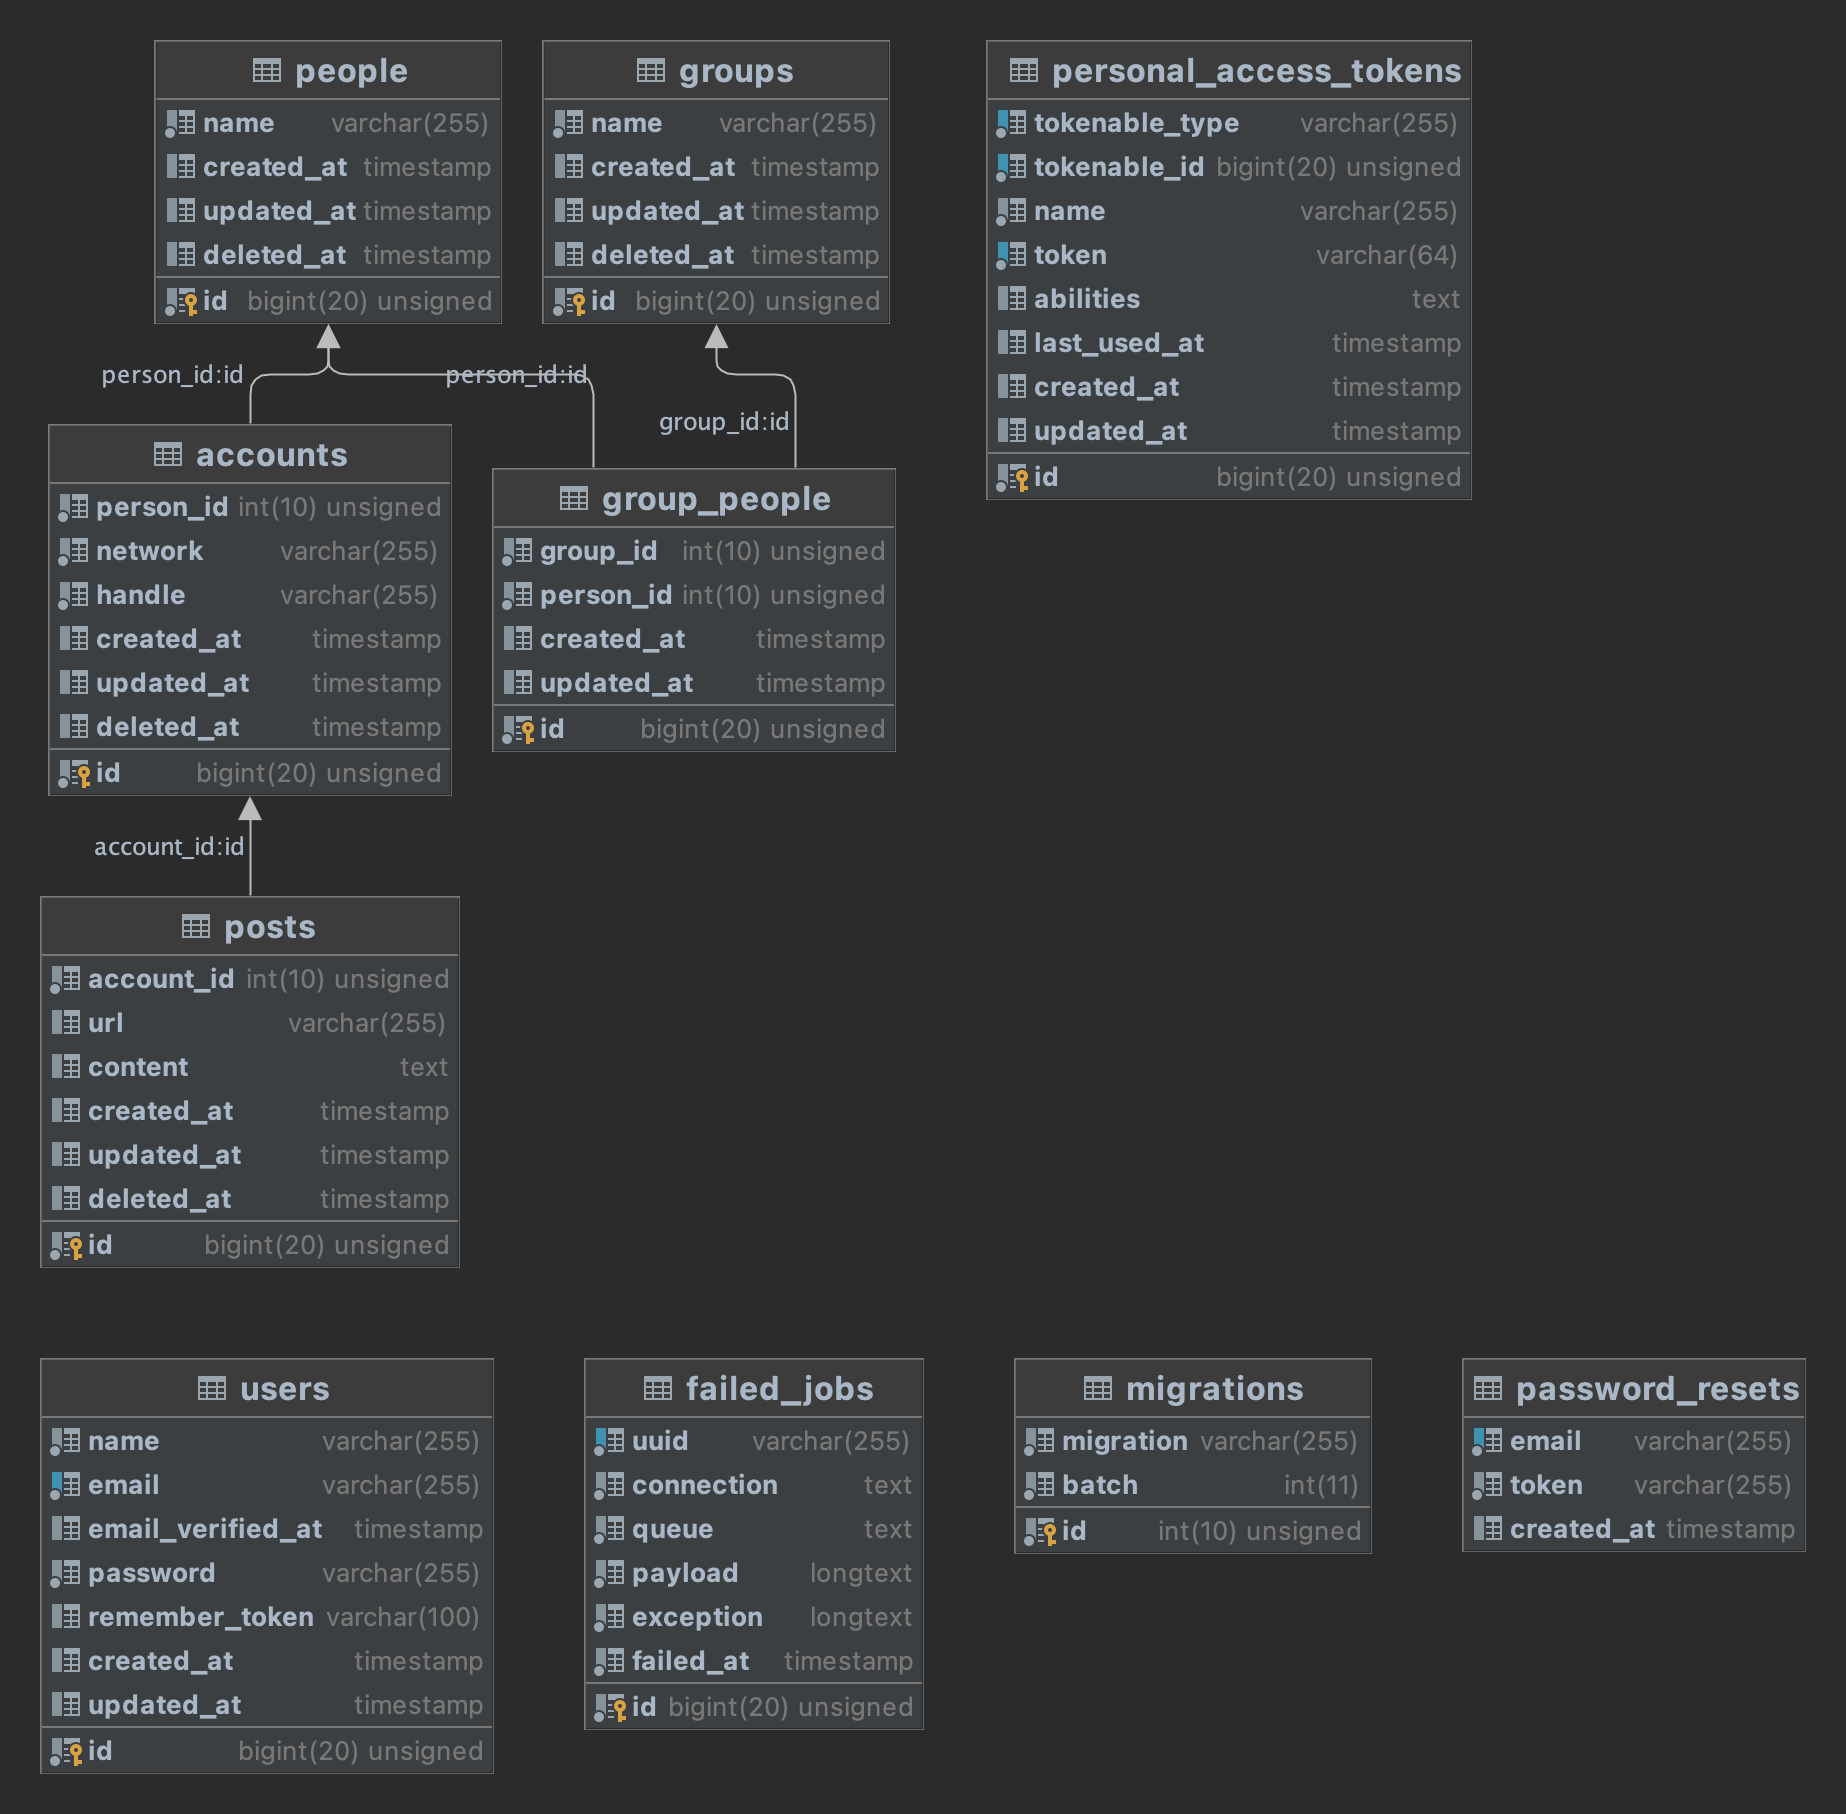 people
name varchar(255)
created_at timestamp
updated_at timestamp
deleted_at timestamp
id bigint(20) unsigned
groups
name varchar(255)
created_at timestamp
updated_at timestamp
deleted_at timestamp
id bigint(20) unsigned
personal_access_tokens
tokenable_type varchar(255)
tokenable_id bigint(20) unsigned
name varchar(255)
token varchar(64)
abilities text
last_used_at timestamp
created_at timestamp
updated_at timestamp
id bigint(20) unsigned
person_id:id
person_id:id
group_id:id
accounts
person_id int(10) unsigned
network varchar(255)
handle varchar(255)
created_at timestamp
updated_at timestamp
deleted_at timestamp
id bigint(20) unsigned
group_people
group_id int(10) unsigned
person_id int(10) unsigned
created_at timestamp
updated_at timestamp
id bigint(20) unsigned
account_id:id
posts
account_id int(10) unsigned
url varchar(255)
content text
created_at timestamp
updated_at timestamp
deleted_at timestamp
id bigint(20) unsigned
users
name varchar(255)
email varchar(255)
email_verified_at timestamp
password varchar(255)
remember_token varchar(100)
created_at timestamp
updated_at timestamp
id bigint(20) unsigned
failed_jobs
uuid varchar(255)
connection text
queue text
payload longtext
exception longtext
failed_at timestamp
id bigint(20) unsigned
migrations
migration varchar(255)
batch int(11)
id int(10) unsigned
password_resets
email varchar(255)
token varchar(255)
created_at timestamp